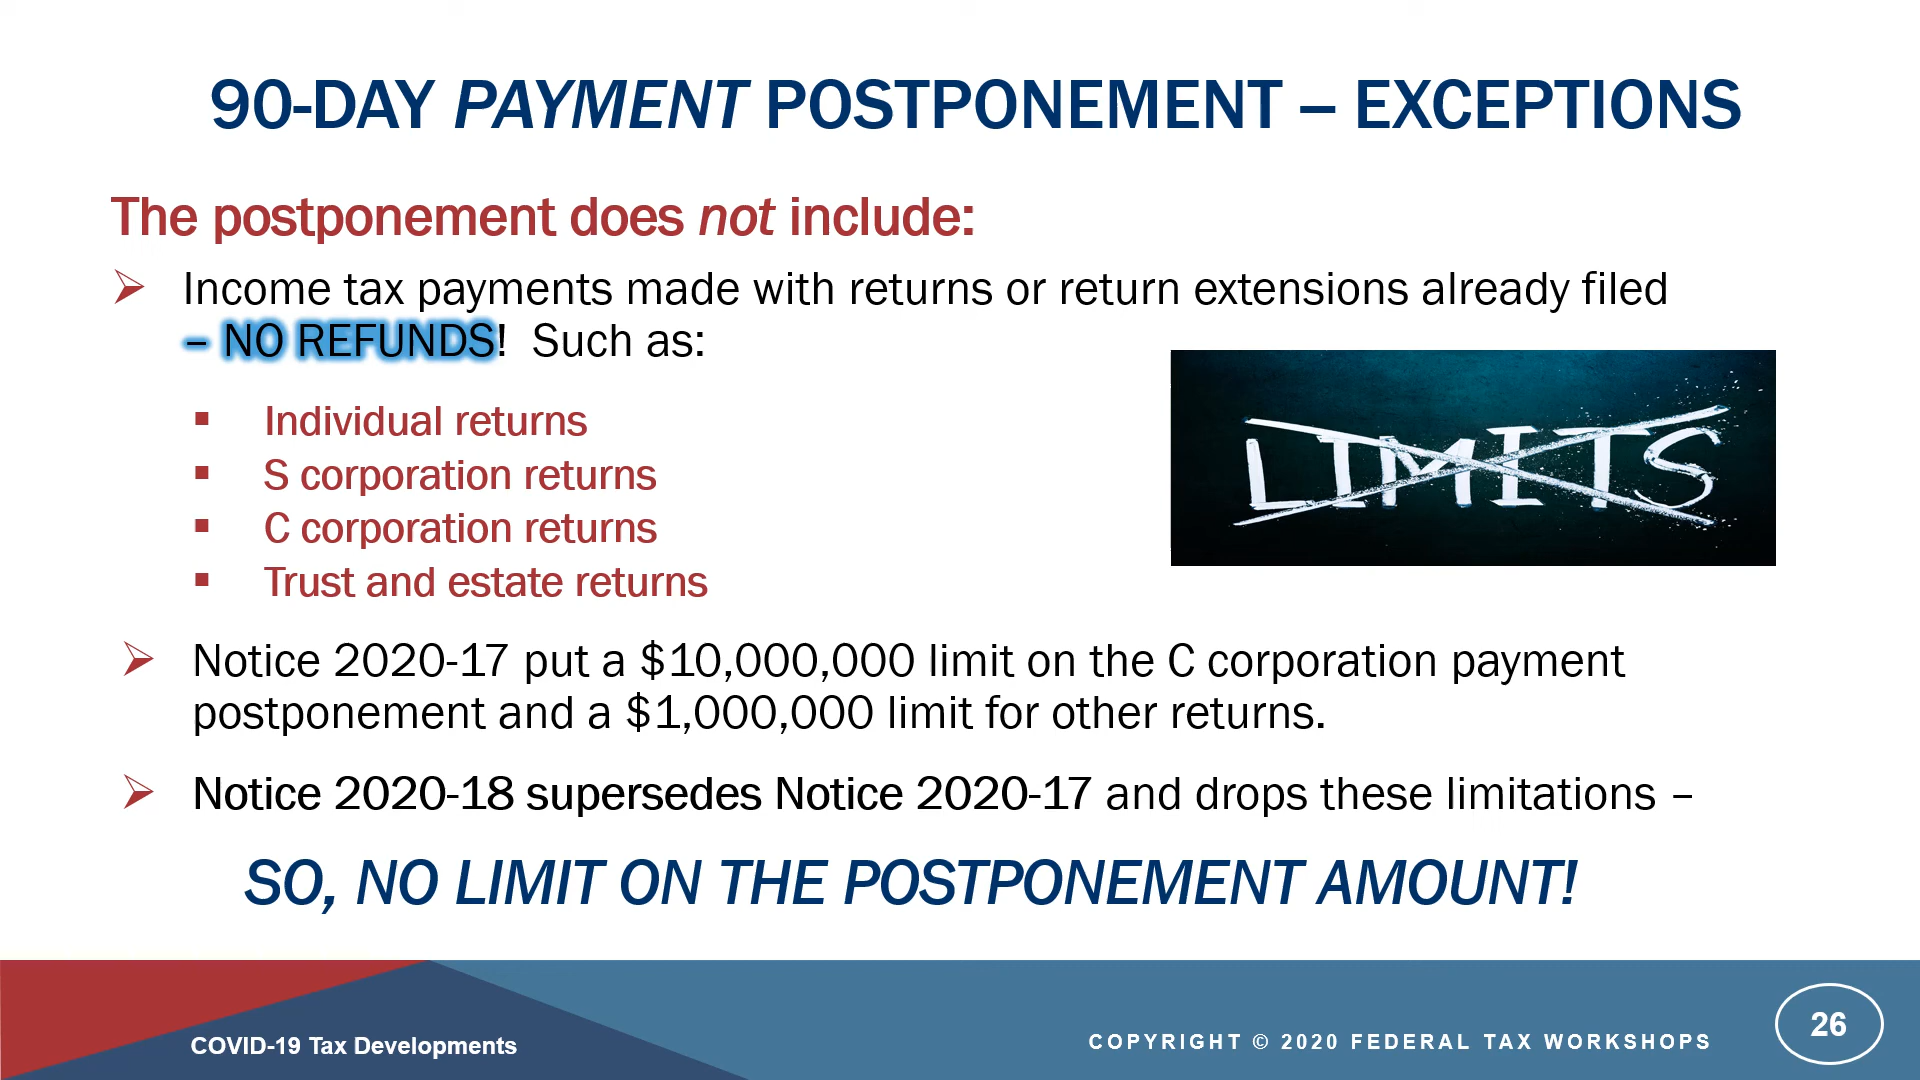 90-DAY PAYMENT POSTPONEMENT – EXCEPTIONS
The postponement does not include:
Income tax payments made with returns or return extensions already filed
– NO REFUNDS! Such as:
Individual returns
S corporation returns
C corporation returns
Trust and estate returns
LIMITS
Notice 2020-17 put a $10,000,000 limit on the C corporation payment
postponement and a $1,000,000 limit for other returns.
Notice 2020-18 supersedes Notice 2020-17 and drops these limitations –
SO, NO LIMIT ON THE POSTPONEMENT AMOUNT!
COVID-19 Tax Developments
COPYRIGHT © 2020 FEDERAL TAX WORKSHOPS
26